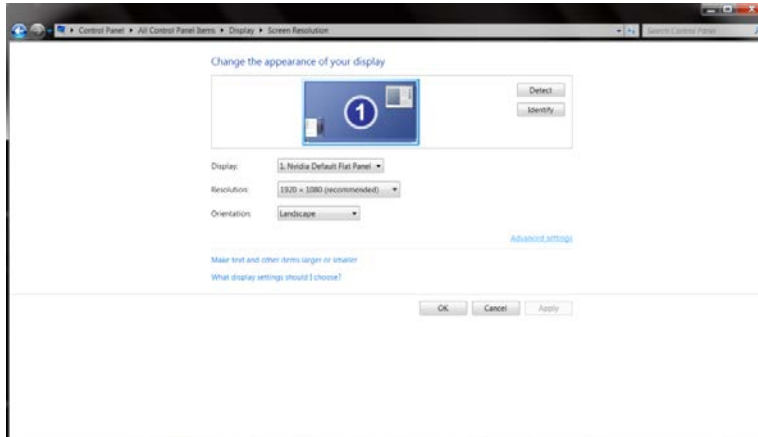 Control Panel ▸ All Control Panel Items ▸ Display ▸ Screen Resolution
Search Control Panel
Change the appearance of your display
1
Detect
Identify
Display: 1. Nvidia Default Flat Panel
Resolution: 1920 × 1080 (recommended)
Orientation: Landscape
Advanced settings
Make text and other items larger or smaller
What display settings should I choose?
OK Cancel Apply